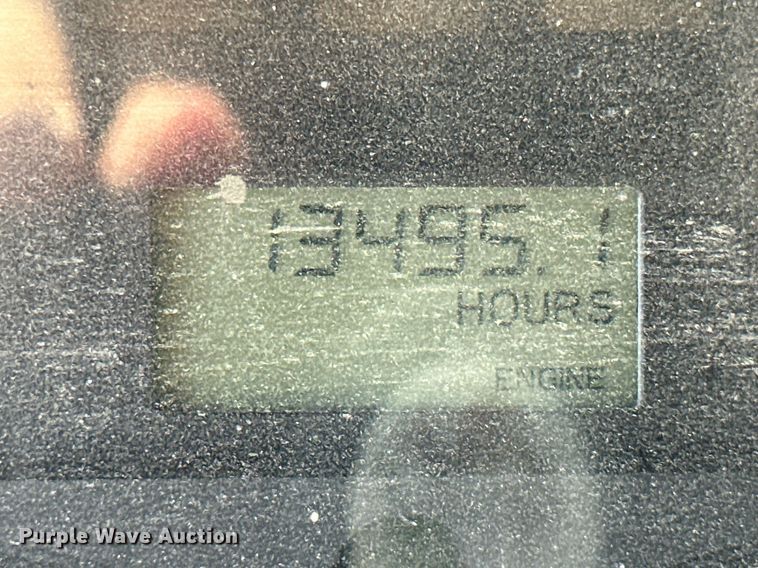 13495.1
HOURS
ENGINE
Purple Wave Auction